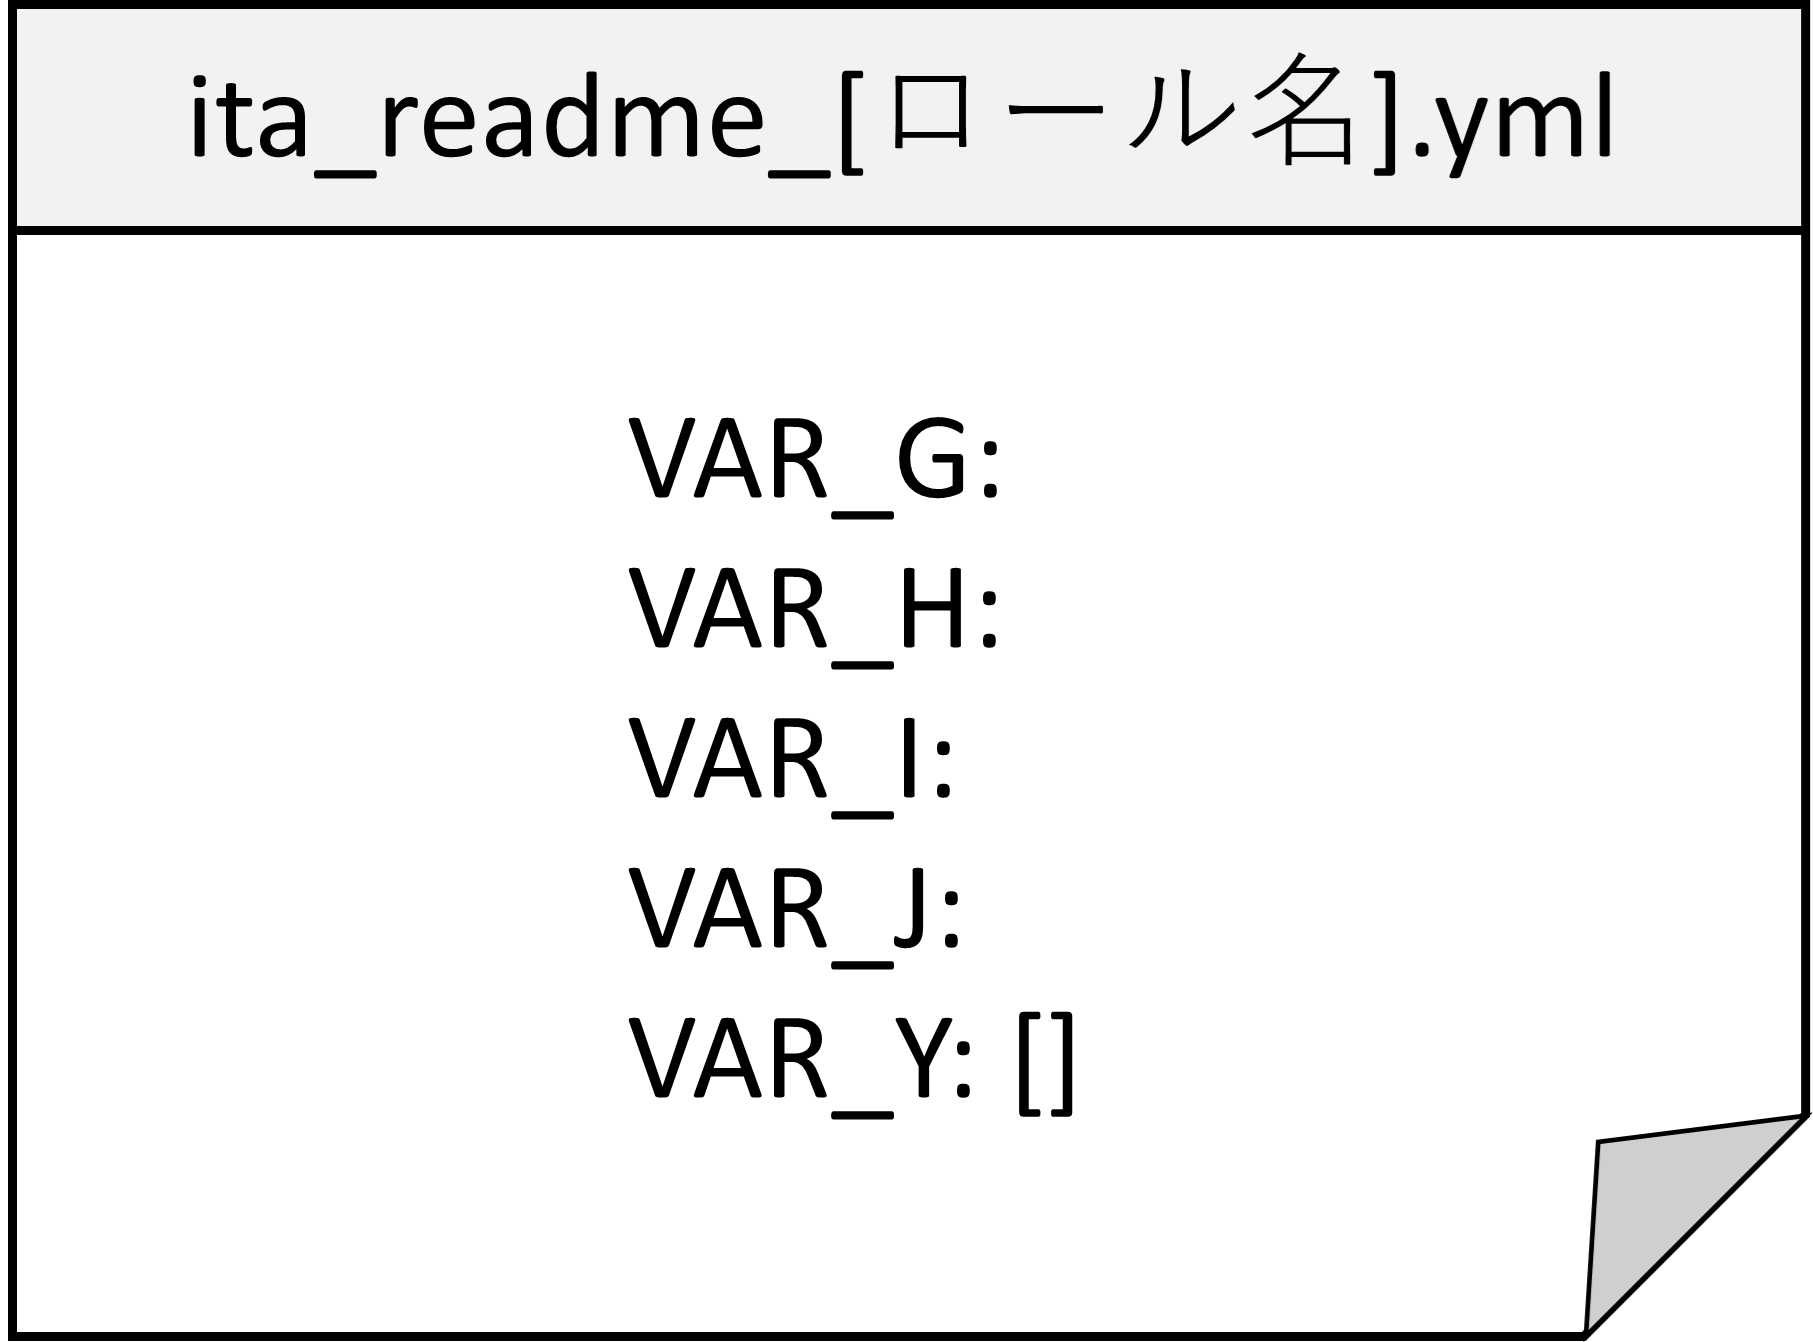 ita_readme_[ロール名].yml
VAR_G:
VAR_H:
VAR_I:
VAR_J:
VAR_Y: []